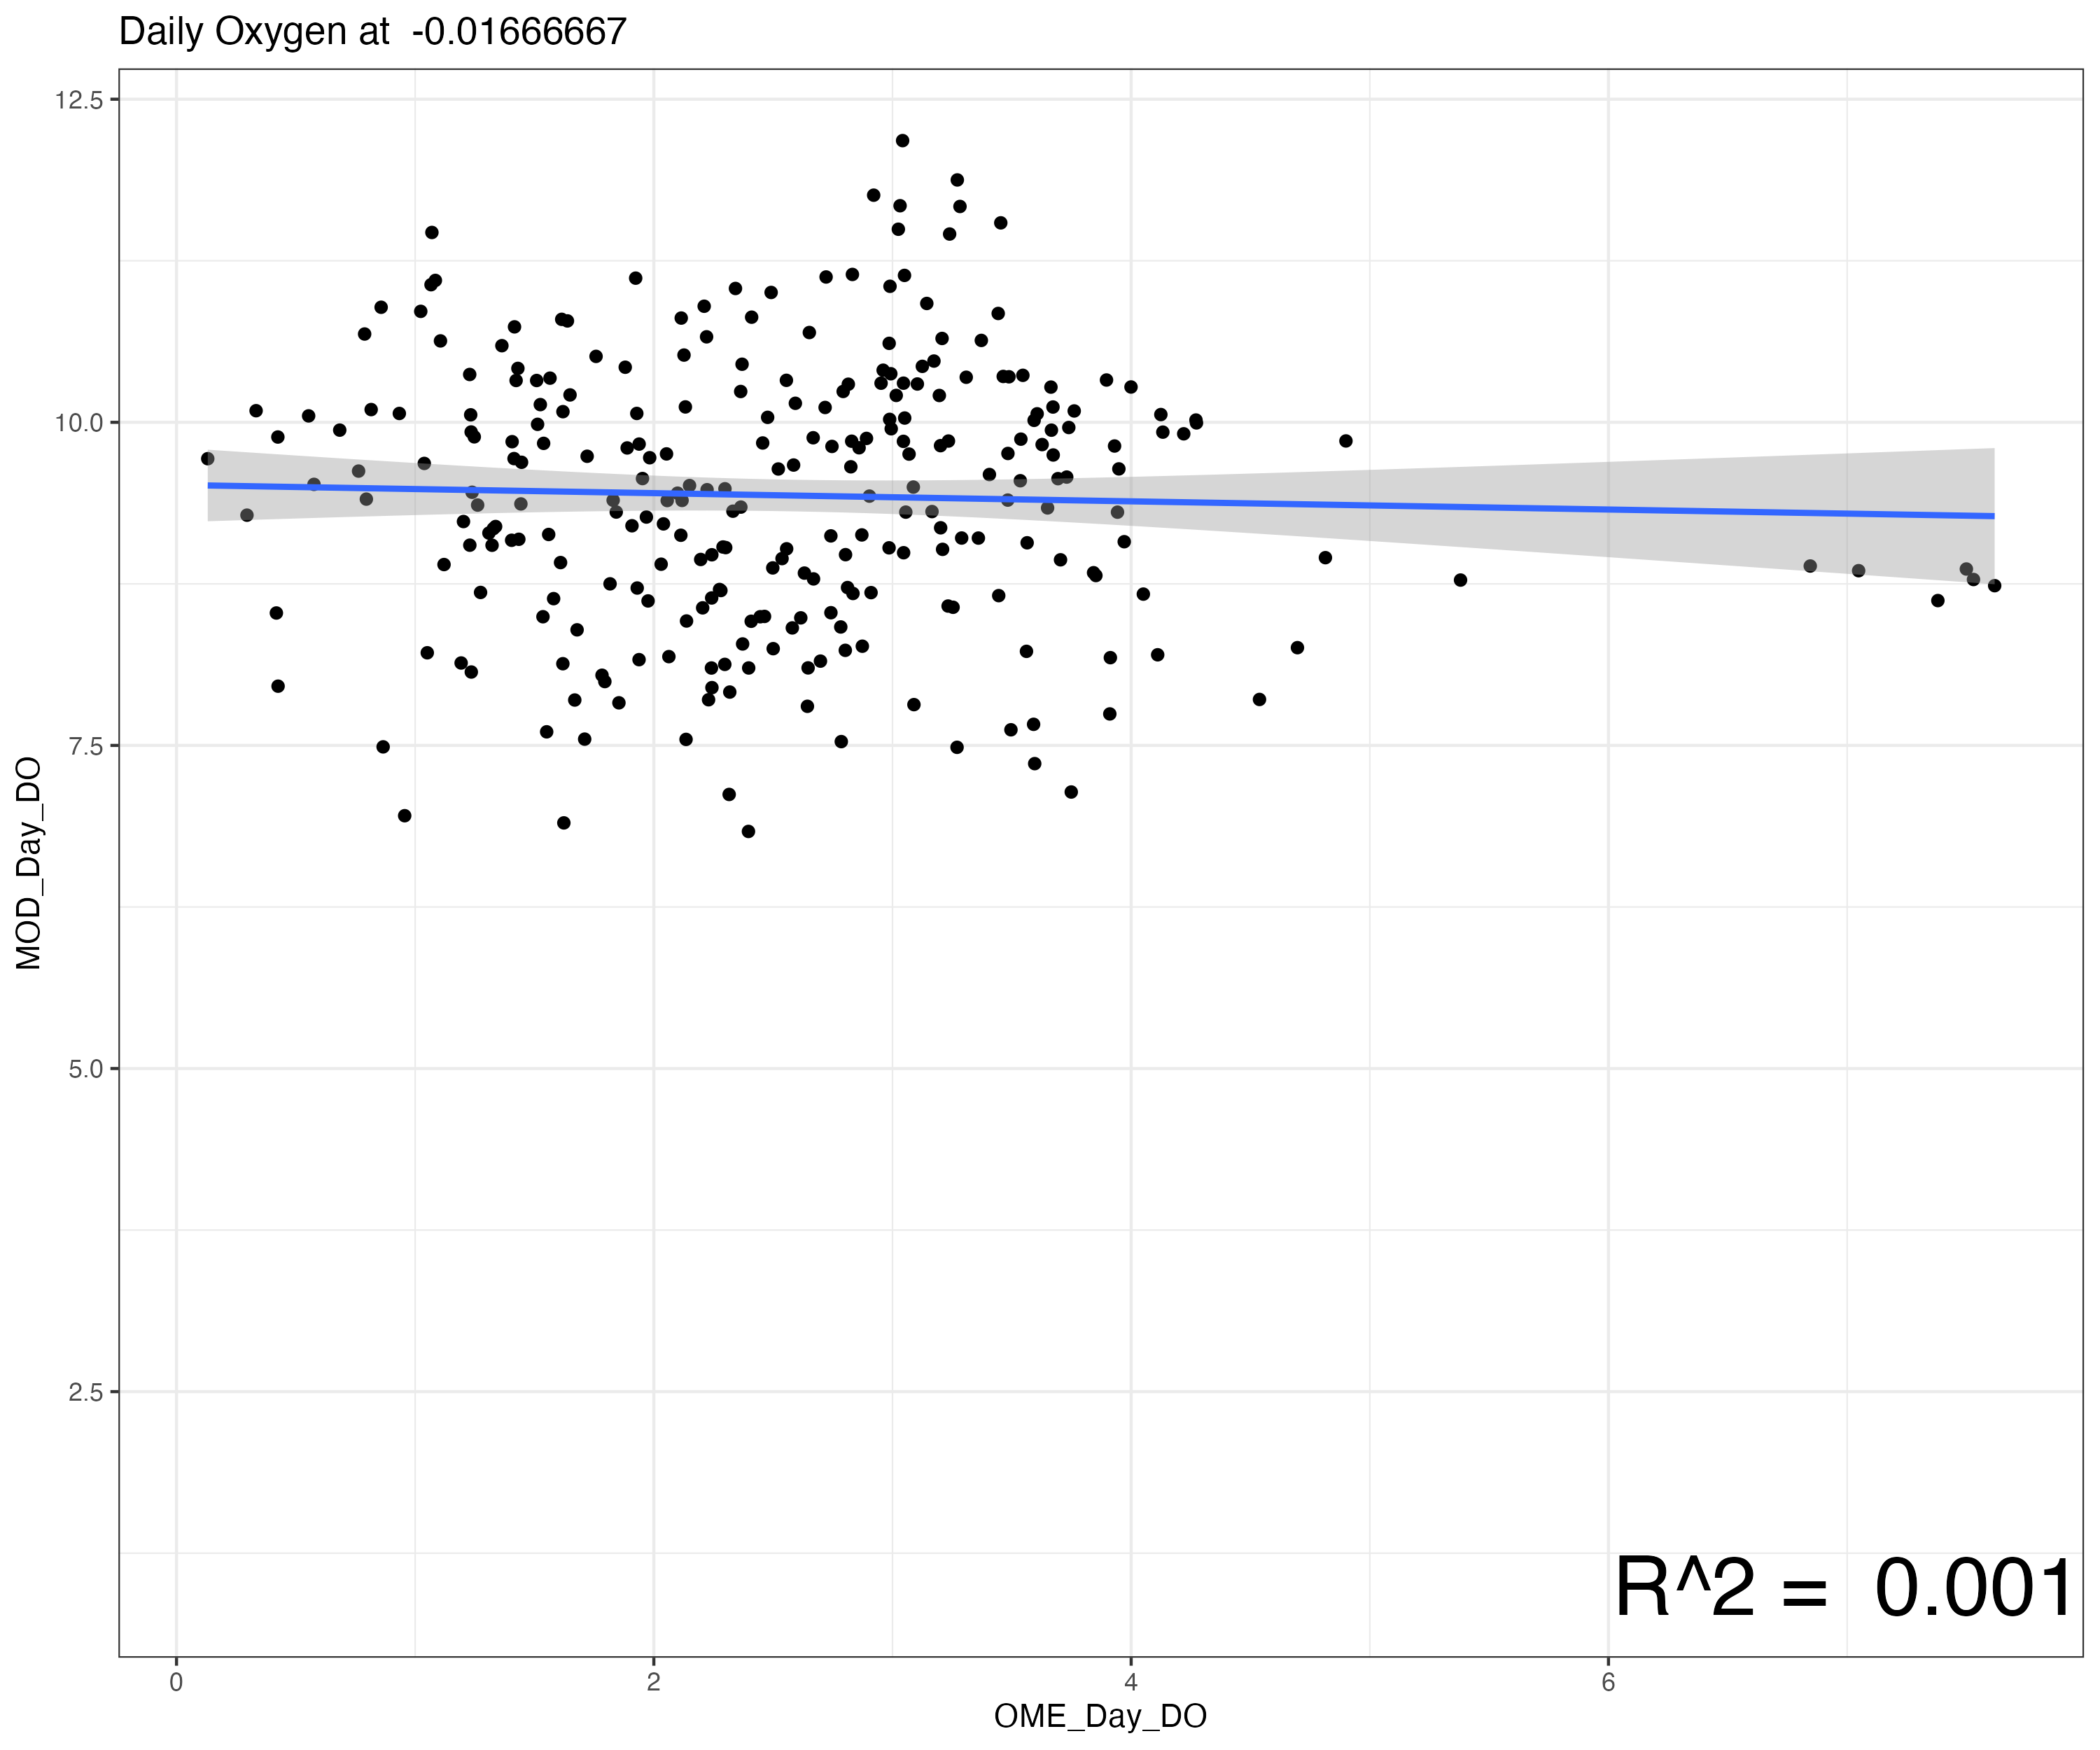 Daily Oxygen at  -0.01666667
12.5
10.0
7.5
5.0
2.5
MOD_Day_DO
R^2 =  0.001
0 2 4 6
OME_Day_DO